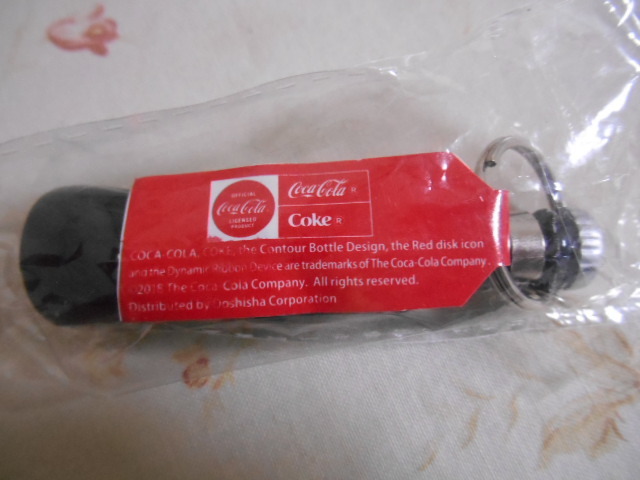 OFFICIAL
Coca-Cola
LICENSED
PRODUCT
Coca-Cola ®
Coke ®
COCA-COLA, COKE, the Contour Bottle Design, the Red disk icon
and the Dynamic Ribbon Device are trademarks of The Coca-Cola Company.
©2018 The Coca-Cola Company. All rights reserved.
Distributed by Doshisha Corporation